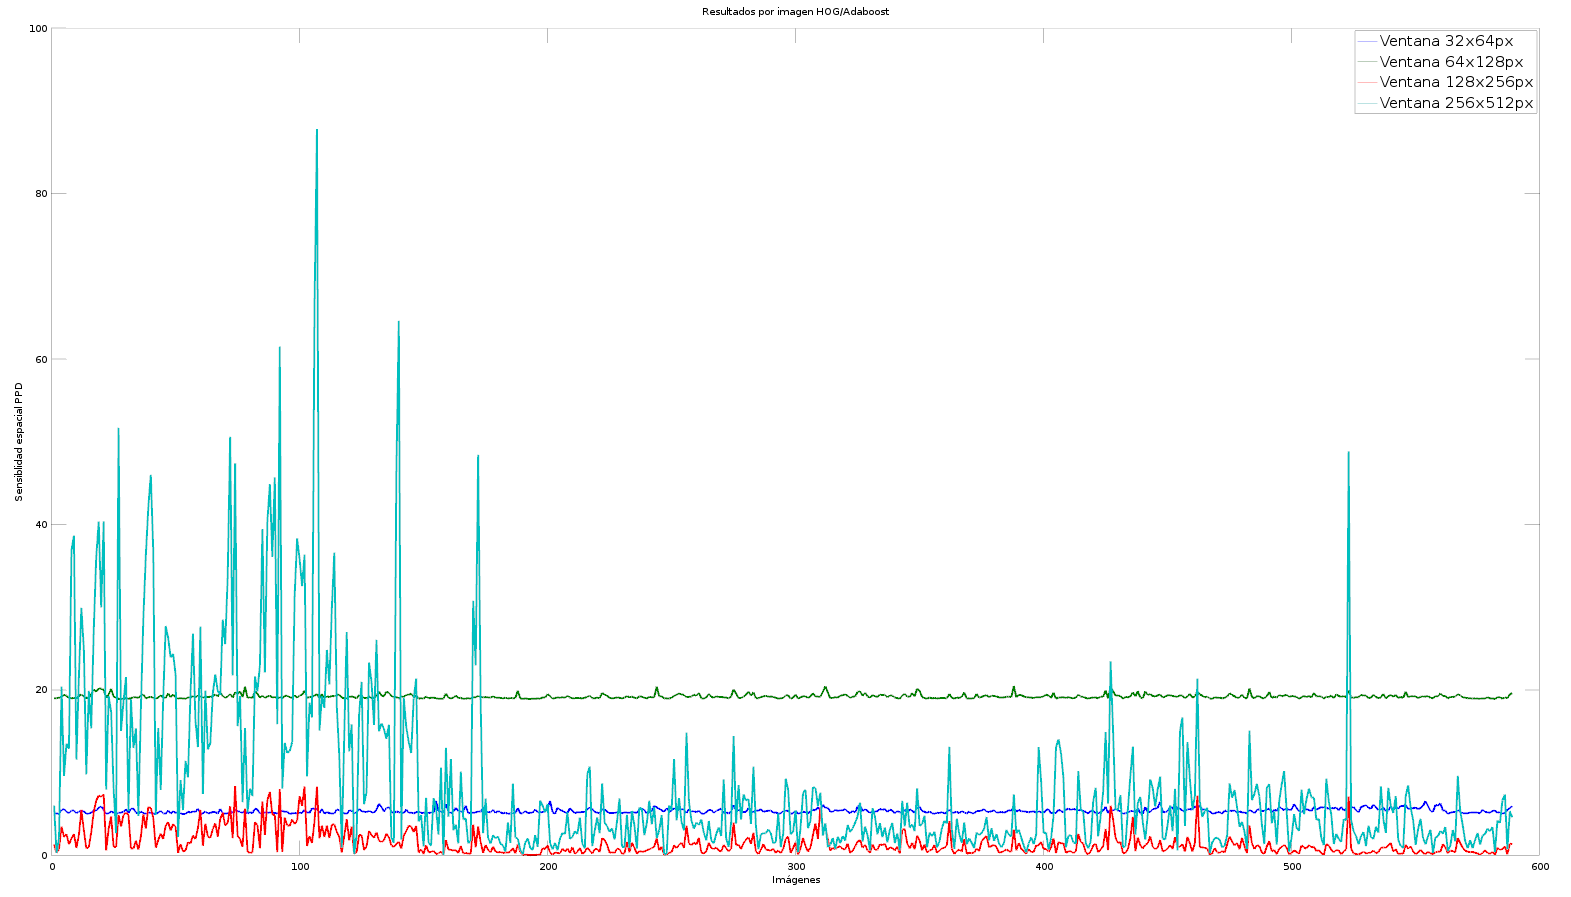 Resultados por imagen HOG/Adaboost
Ventana 32x64px
Ventana 64x128px
Ventana 128x256px
Ventana 256x512px
100
80
60
40
20
0
Sensiblidad espacial PPD
0 100 200 300 400 500 600
Imágenes